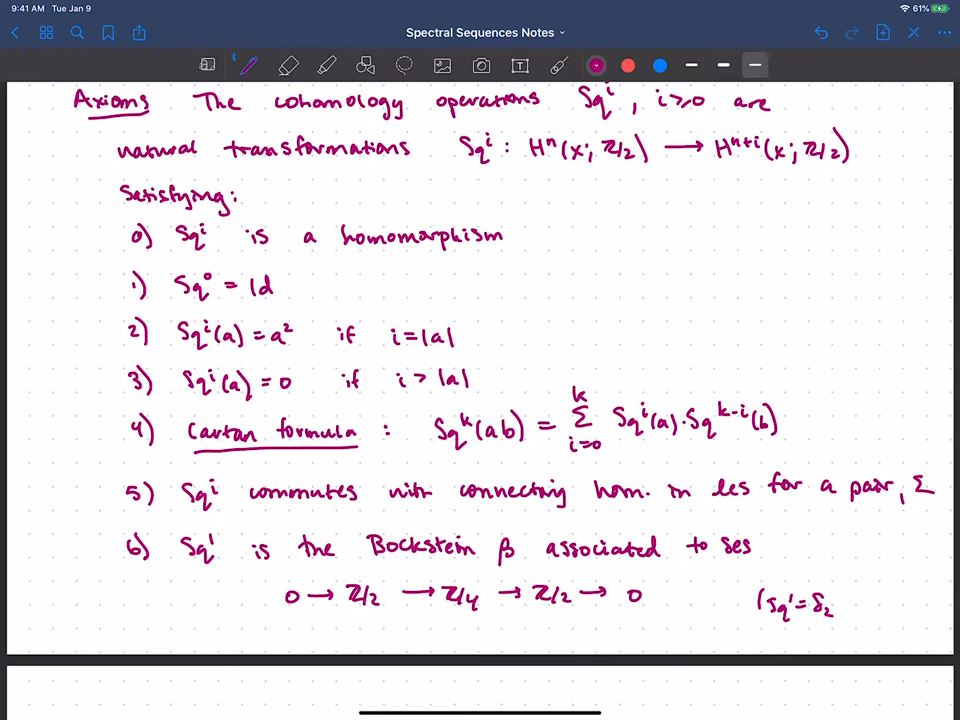 9:41 AM Tue Jan 9
61%
Spectral Sequences Notes
Axioms The cohomology operations Sq^i, i≥0 are
natural transformations Sq^i : H^n(X; ℤ/2) → H^{n+i}(X; ℤ/2)
satisfying:
0) Sq^i is a homomorphism
1) Sq^0 = Id
2) Sq^i(a) = a^2 if i=|a|
3) Sq^i(a) = 0 if i > |a|
4) Cartan formula : Sq^k(ab) = ∑_{i=0}^{k} Sq^i(a)·Sq^{k-i}(b)
5) Sq^i commutes with connecting hom. in les for a pair, Σ
6) Sq^1 is the Bockstein β associated to ses
0 → ℤ/2 → ℤ/4 → ℤ/2 → 0 (Sq^1 = δ_2